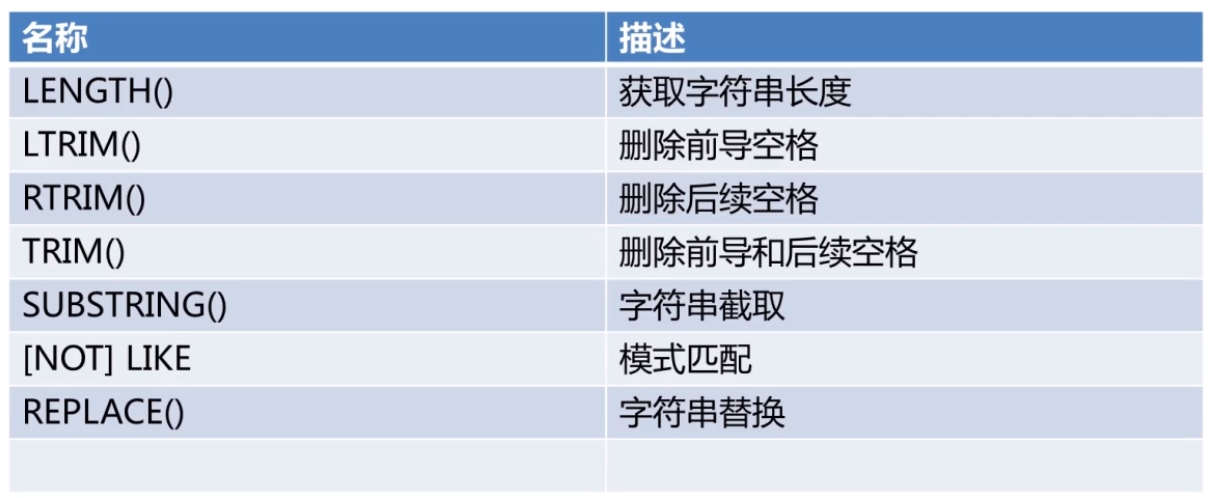 名称 描述
LENGTH() 获取字符串长度
LTRIM() 删除前导空格
RTRIM() 删除后续空格
TRIM() 删除前导和后续空格
SUBSTRING() 字符串截取
[NOT] LIKE 模式匹配
REPLACE() 字符串替换